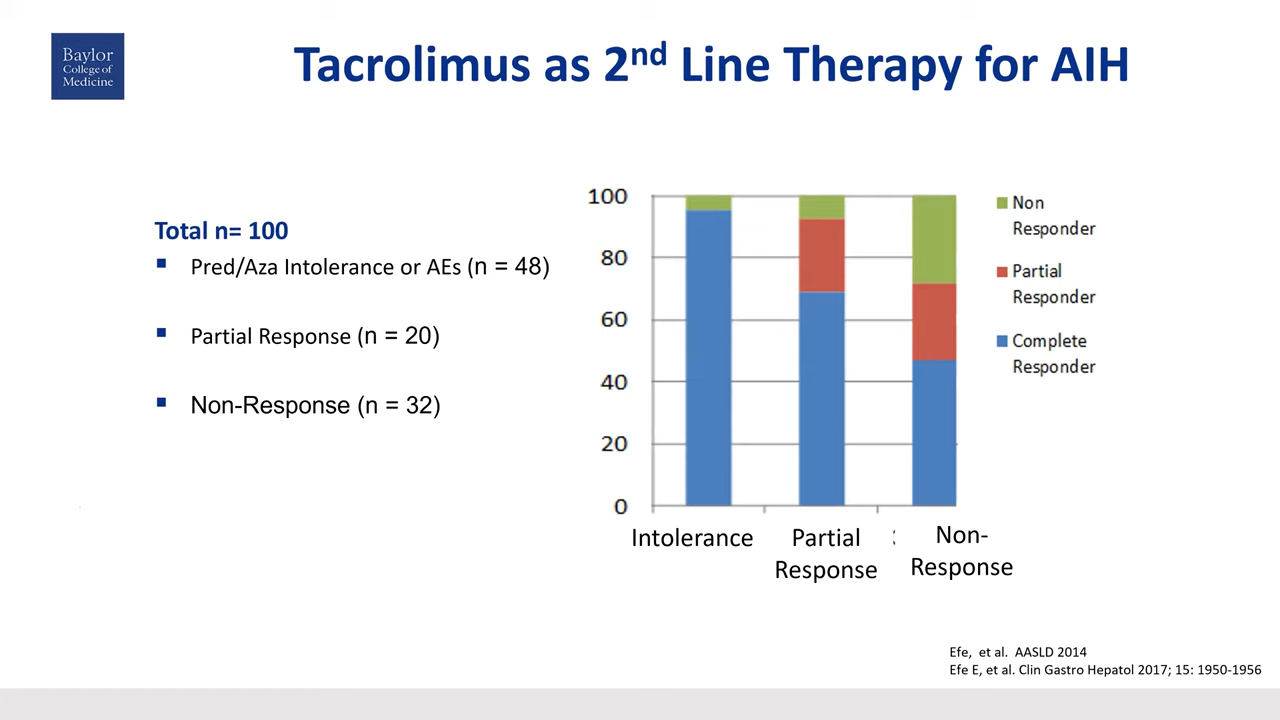 Baylor
College of
Medicine
Tacrolimus as 2nd Line Therapy for AIH
Total n= 100
▪ Pred/Aza Intolerance or AEs (n = 48)
▪ Partial Response (n = 20)
▪ Non-Response (n = 32)
100
80
60
40
20
0
Intolerance
Partial
Response
Non-
Response
Non
Responder
Partial
Responder
Complete
Responder
Efe, et al. AASLD 2014
Efe E, et al. Clin Gastro Hepatol 2017; 15: 1950-1956